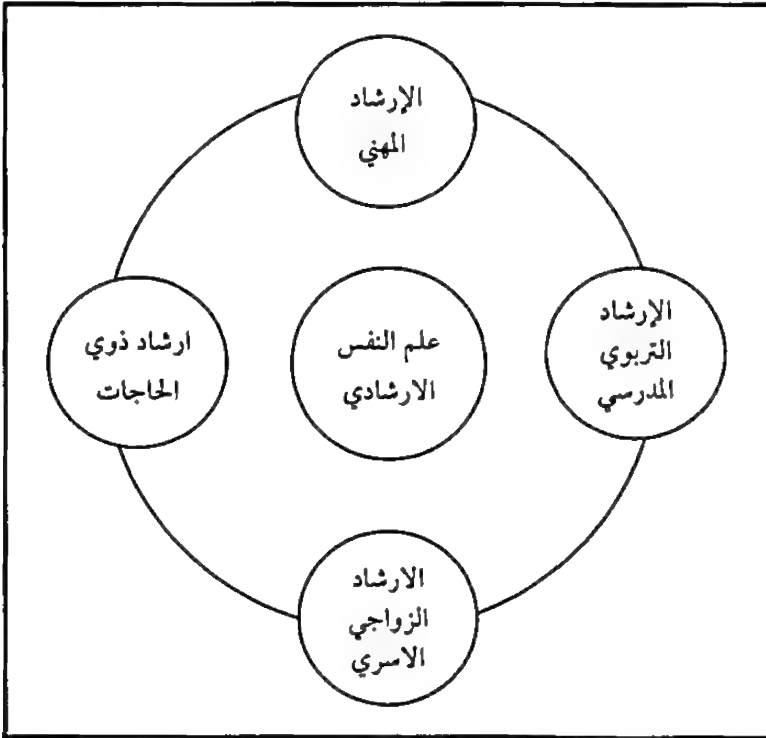 الإرشاد
المهني
الإرشاد
التربوي
المدرسي
علم النفس
الارشادي
ارشاد ذوي
الحاجات
الارشاد
الزواجي
الاسري